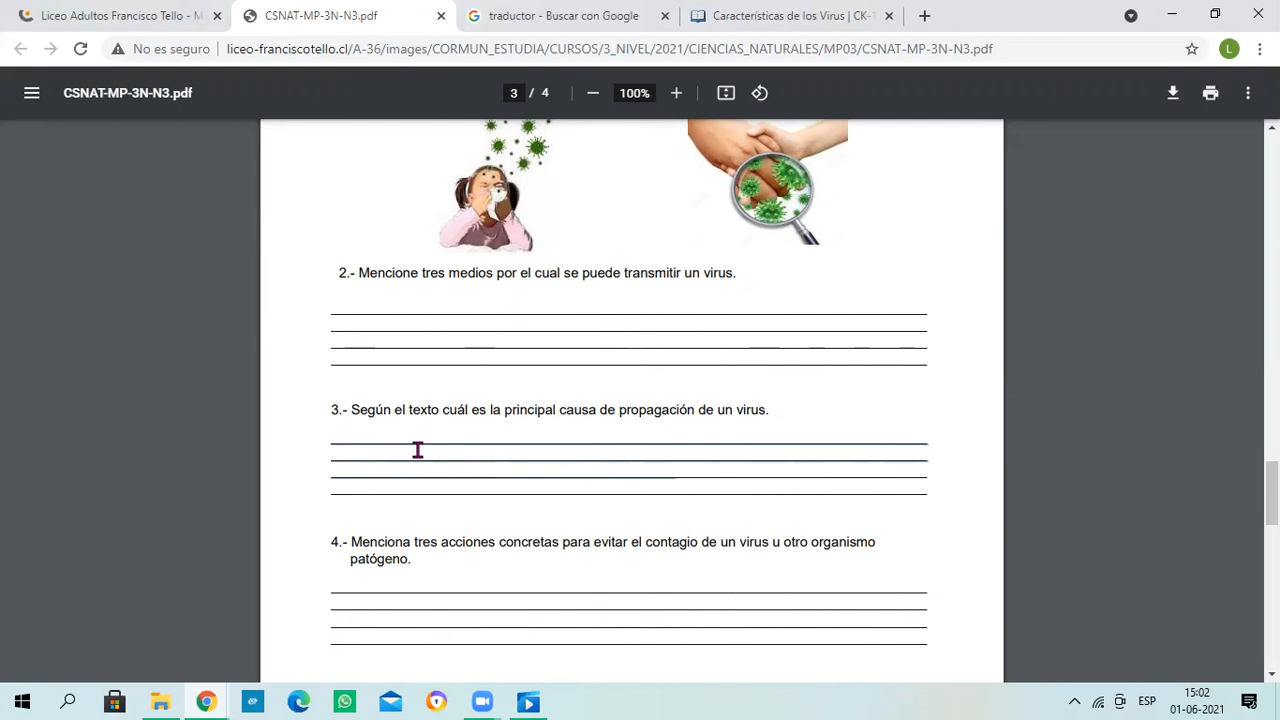 Liceo Adultos Francisco Tello - M
CSNAT-MP-3N-N3.pdf
traductor - Buscar con Google
Características de los Virus | CK-1
No es seguro
liceo-franciscotello.cl/A-36/images/CORMUN_ESTUDIA/CURSOS/3_NIVEL/2021/CIENCIAS_NATURALES/MP03/CSNAT-MP-3N-N3.pdf
L
CSNAT-MP-3N-N3.pdf
3 / 4
100%
2.- Mencione tres medios por el cual se puede transmitir un virus.
3.- Según el texto cuál es la principal causa de propagación de un virus.
4.- Menciona tres acciones concretas para evitar el contagio de un virus u otro organismo
patógeno.
ESP
15:02
01-06-2021